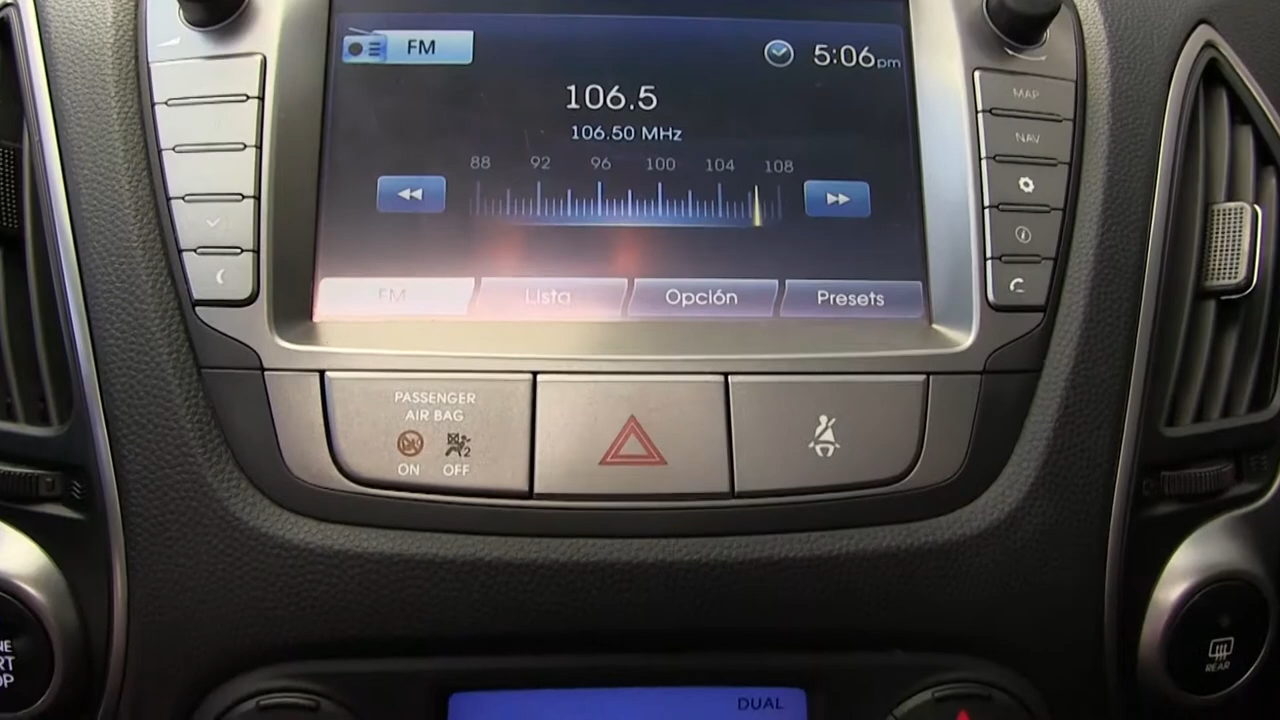 FM
5:06pm
106.5
106.50 MHz
88 92 96 100 104 108
FM Lista Opción Presets
MAP
NAV
PASSENGER
AIR BAG
ON OFF
REAR
DUAL